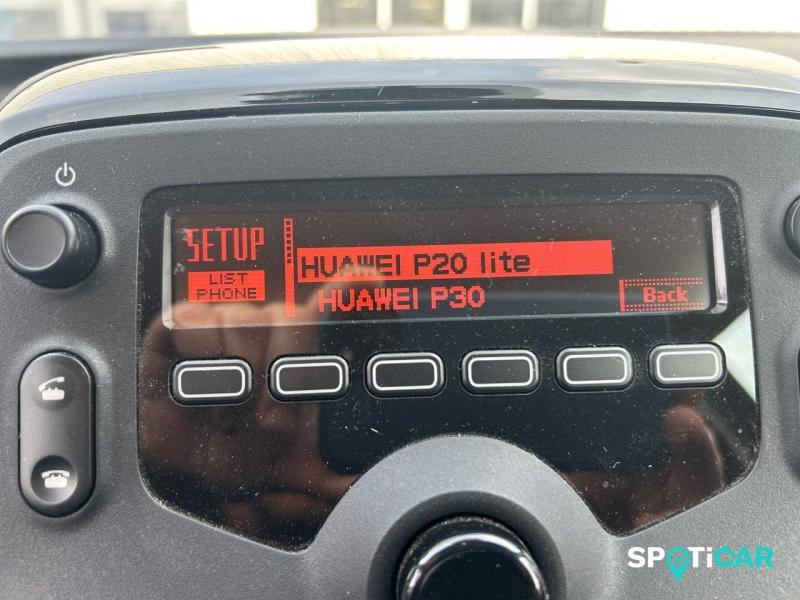 SETUP
LIST
PHONE
HUAWEI P20 lite
HUAWEI P30
Back
SPOTiCAR